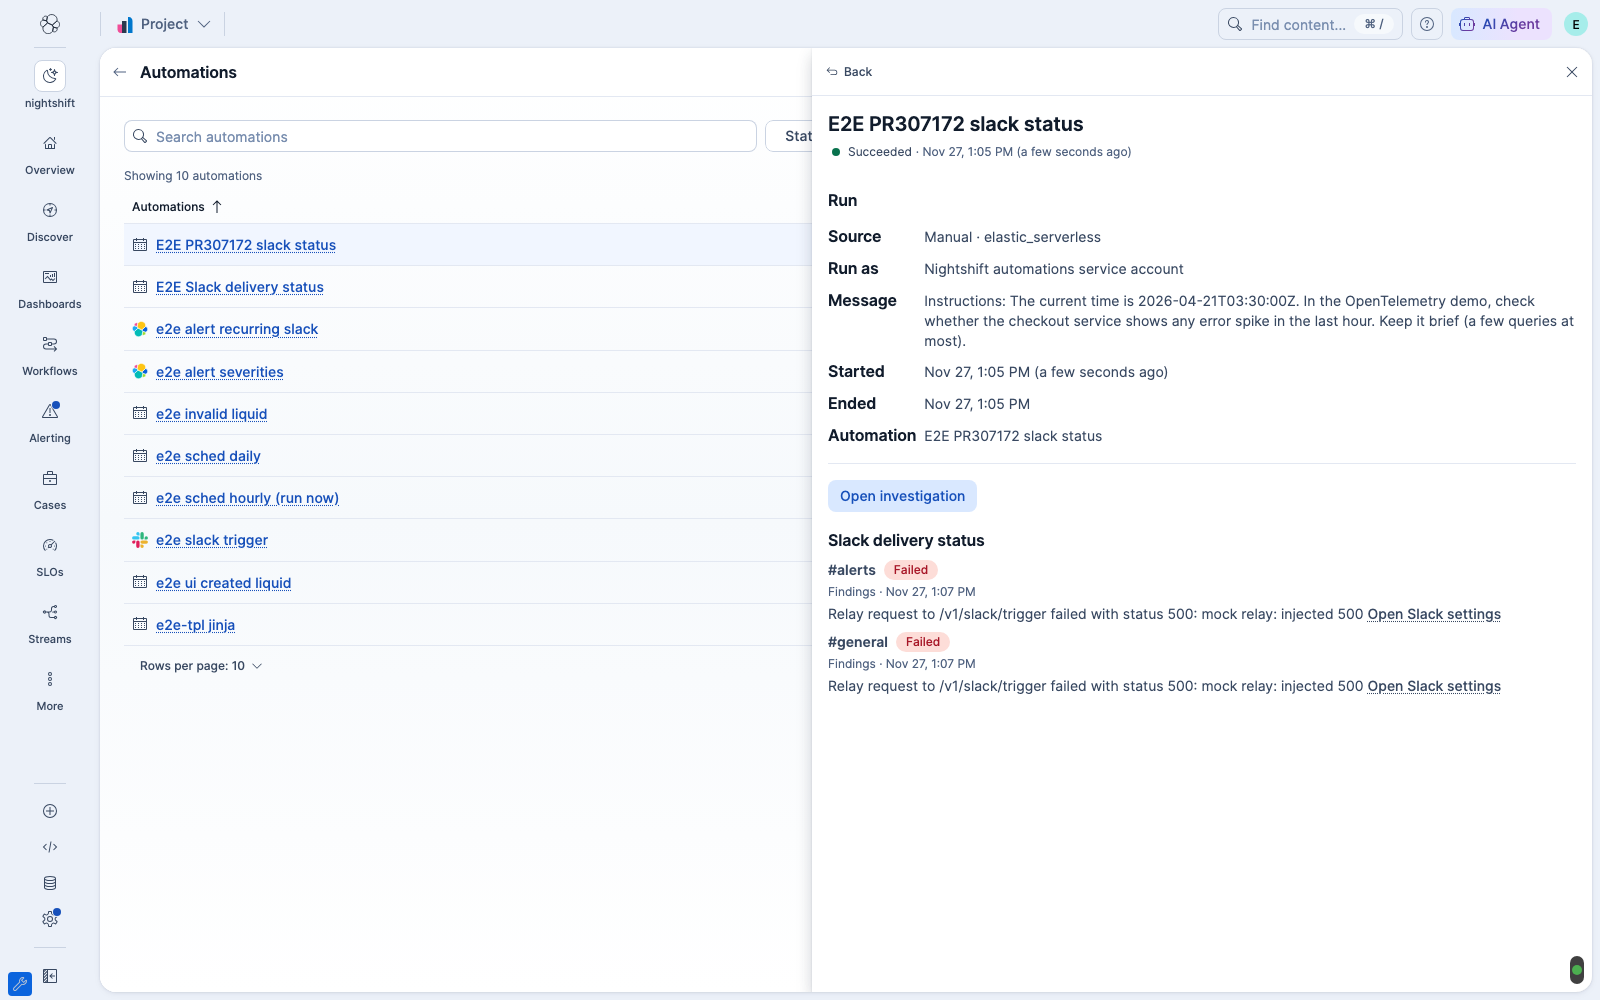 Project
Find content...
⌘ /
AI Agent
E
nightshift
Overview
Discover
Dashboards
Workflows
Alerting
Cases
SLOs
Streams
More
Automations
Search automations
Stat
Showing 10 automations
Automations
E2E PR307172 slack status
E2E Slack delivery status
e2e alert recurring slack
e2e alert severities
e2e invalid liquid
e2e sched daily
e2e sched hourly (run now)
e2e slack trigger
e2e ui created liquid
e2e-tpl jinja
Rows per page: 10
Back
E2E PR307172 slack status
Succeeded · Nov 27, 1:05 PM (a few seconds ago)
Run
Source Manual · elastic_serverless
Run as Nightshift automations service account
Message Instructions: The current time is 2026-04-21T03:30:00Z. In the OpenTelemetry demo, check
whether the checkout service shows any error spike in the last hour. Keep it brief (a few queries at
most).
Started Nov 27, 1:05 PM (a few seconds ago)
Ended Nov 27, 1:05 PM
Automation E2E PR307172 slack status
Open investigation
Slack delivery status
#alerts Failed
Findings · Nov 27, 1:07 PM
Relay request to /v1/slack/trigger failed with status 500: mock relay: injected 500 Open Slack settings
#general Failed
Findings · Nov 27, 1:07 PM
Relay request to /v1/slack/trigger failed with status 500: mock relay: injected 500 Open Slack settings